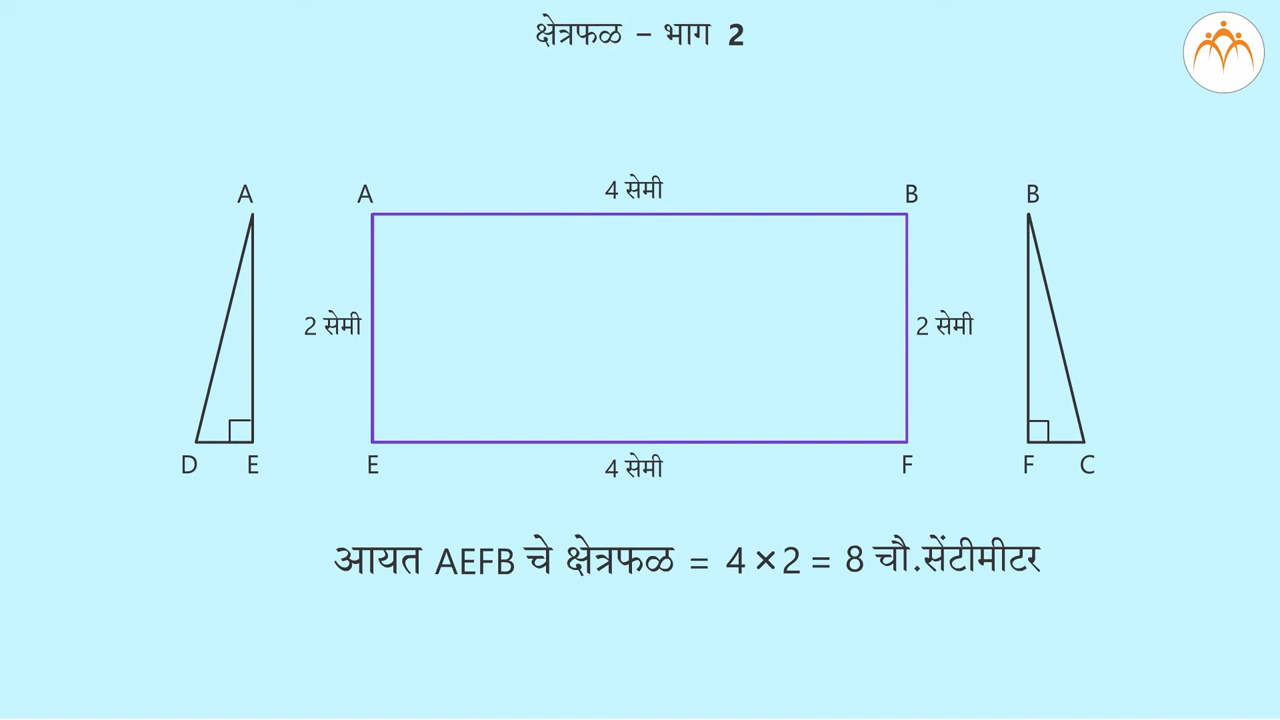 क्षेत्रफळ – भाग 2
4 सेमी
A A B B
2 सेमी 2 सेमी
D E E F F C
4 सेमी
आयत AEFB चे क्षेत्रफळ = 4 × 2 = 8 चौ.सेंटीमीटर